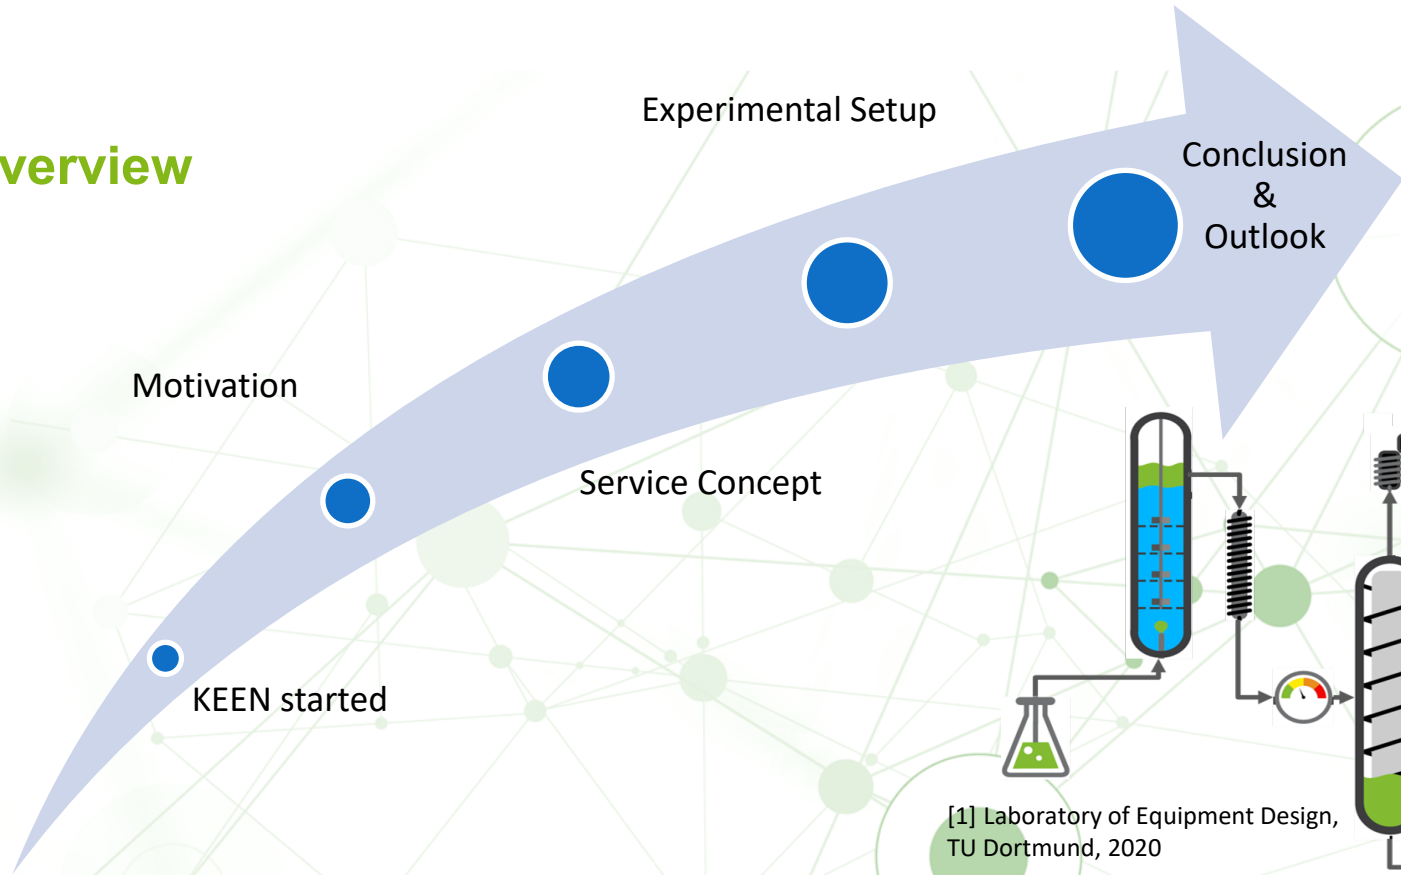 verview
Experimental Setup
Conclusion
&
Outlook
Motivation
Service Concept
KEEN started
[1] Laboratory of Equipment Design,
TU Dortmund, 2020